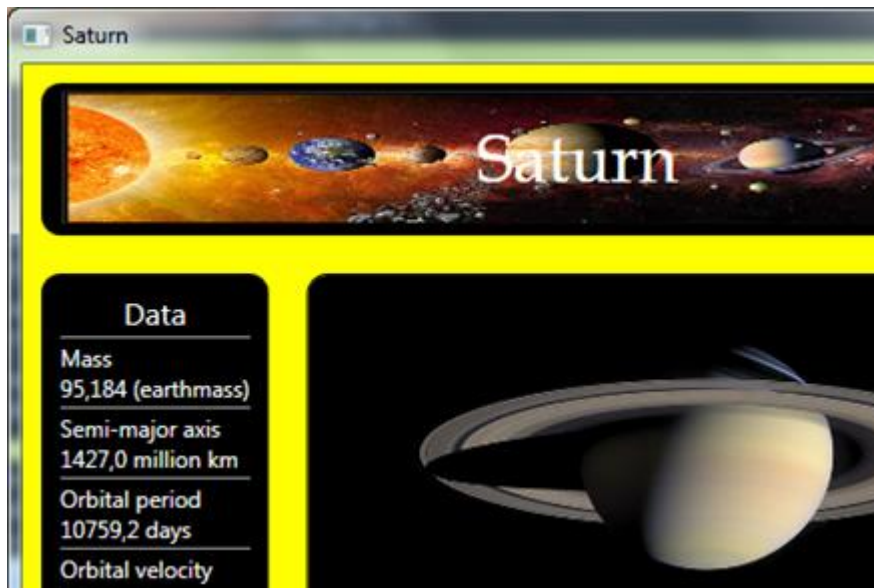 Saturn
Saturn
Data
Mass
95,184 (earthmass)
Semi-major axis
1427,0 million km
Orbital period
10759,2 days
Orbital velocity